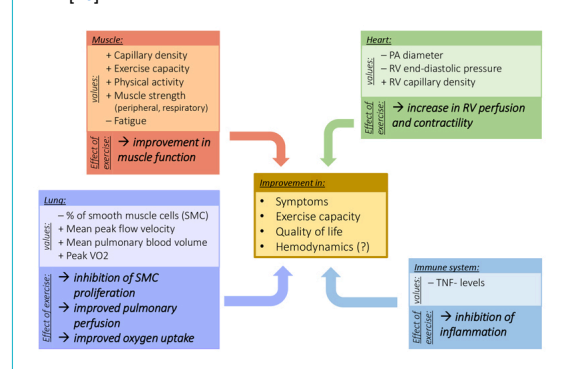 Muscle:
values:
+ Capillary density
+ Exercise capacity
+ Physical activity
+ Muscle strength
(peripheral, respiratory)
– Fatigue
Effect of exercise:
→ improvement in
muscle function
Heart:
values:
– PA diameter
– RV end-diastolic pressure
+ RV capillary density
Effect of exercise:
→ increase in RV perfusion
and contractility
Improvement in:
• Symptoms
• Exercise capacity
• Quality of life
• Hemodynamics (?)
Lung:
values:
– % of smooth muscle cells (SMC)
+ Mean peak flow velocity
+ Mean pulmonary blood volume
+ Peak VO2
Effect of exercise:
→ inhibition of SMC
proliferation
→ improved pulmonary
perfusion
→ improved oxygen uptake
Immune system:
values:
– TNF- levels
Effect of exercise:
→ inhibition of
inflammation